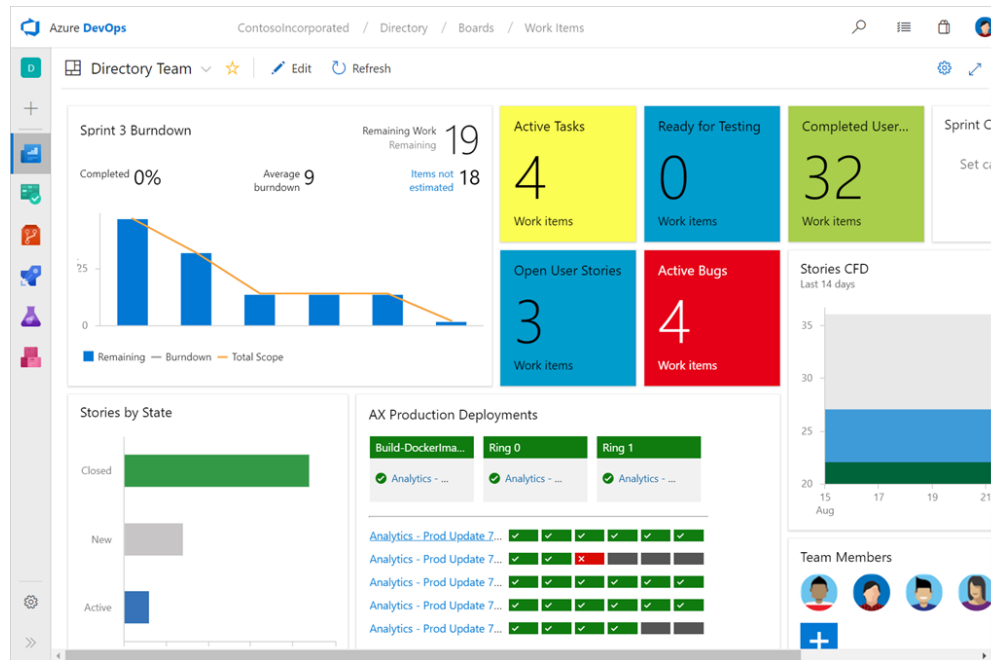 Azure DevOps
ContosoIncorporated / Directory / Boards / Work Items
D
Directory Team
Edit
Refresh
Sprint 3 Burndown
Remaining Work
Remaining
19
Completed 0%
Average
burndown
9
Items not
estimated
18
25
0
Remaining
Burndown
Total Scope
Active Tasks
4
Work items
Ready for Testing
0
Work items
Completed User...
32
Work items
Sprint C
Set ca
Open User Stories
3
Work items
Active Bugs
4
Work items
Stories CFD
Last 14 days
35
30
25
20
15 17 19 21
Aug
Stories by State
Closed
New
Active
AX Production Deployments
Build-DockerIma...
Ring 0
Ring 1
Analytics - ...
Analytics - ...
Analytics - ...
Analytics - Prod Update 7...
Analytics - Prod Update 7...
Analytics - Prod Update 7...
Analytics - Prod Update 7...
Analytics - Prod Update 7...
Team Members